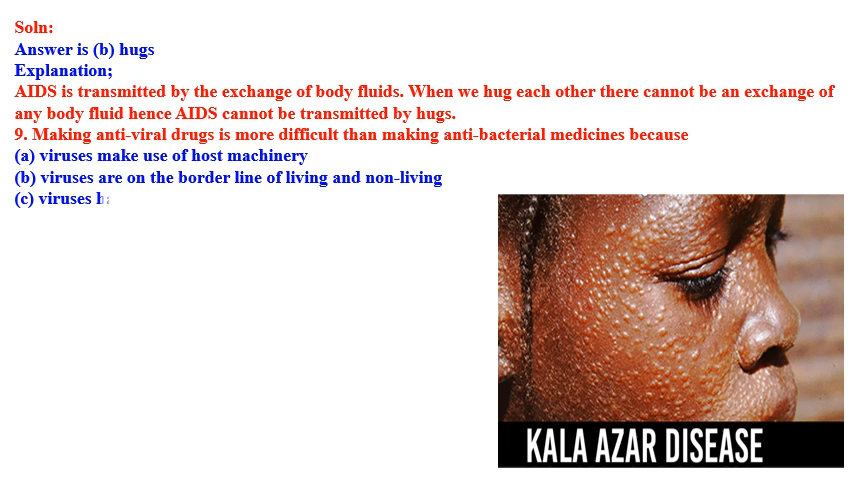 Soln:
Answer is (b) hugs
Explanation;
AIDS is transmitted by the exchange of body fluids. When we hug each other there cannot be an exchange of
any body fluid hence AIDS cannot be transmitted by hugs.
9. Making anti-viral drugs is more difficult than making anti-bacterial medicines because
(a) viruses make use of host machinery
(b) viruses are on the border line of living and non-living
(c) viruses
KALA AZAR DISEASE